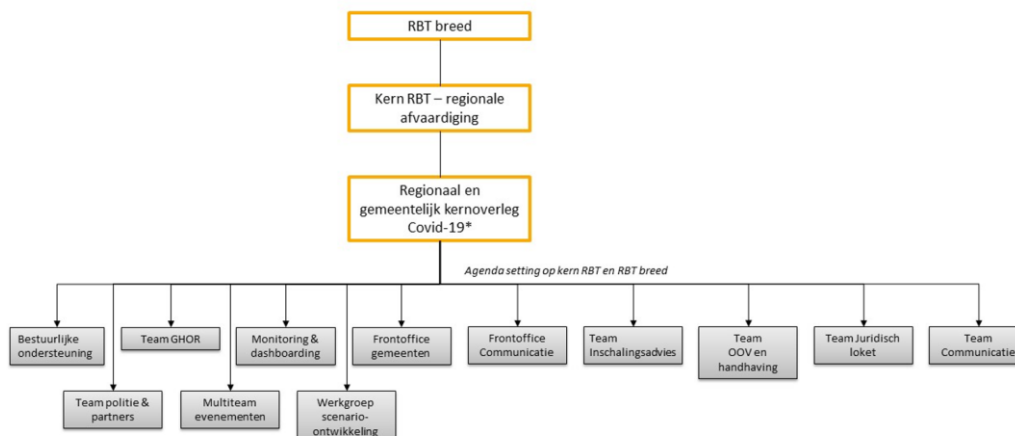 RBT breed
Kern RBT – regionale
afvaardiging
Regionaal en
gemeentelijk kernoverleg
Covid-19*
Agenda setting op kern RBT en RBT breed
Bestuurlijke
ondersteuning
Team GHOR
Monitoring &
dashboarding
Frontoffice
gemeenten
Frontoffice
Communicatie
Team
Inschalingsadvies
Team
OOV en
handhaving
Team Juridisch
loket
Team
Communicatie
Team politie &
partners
Multiteam
evenementen
Werkgroep
scenario-
ontwikkeling